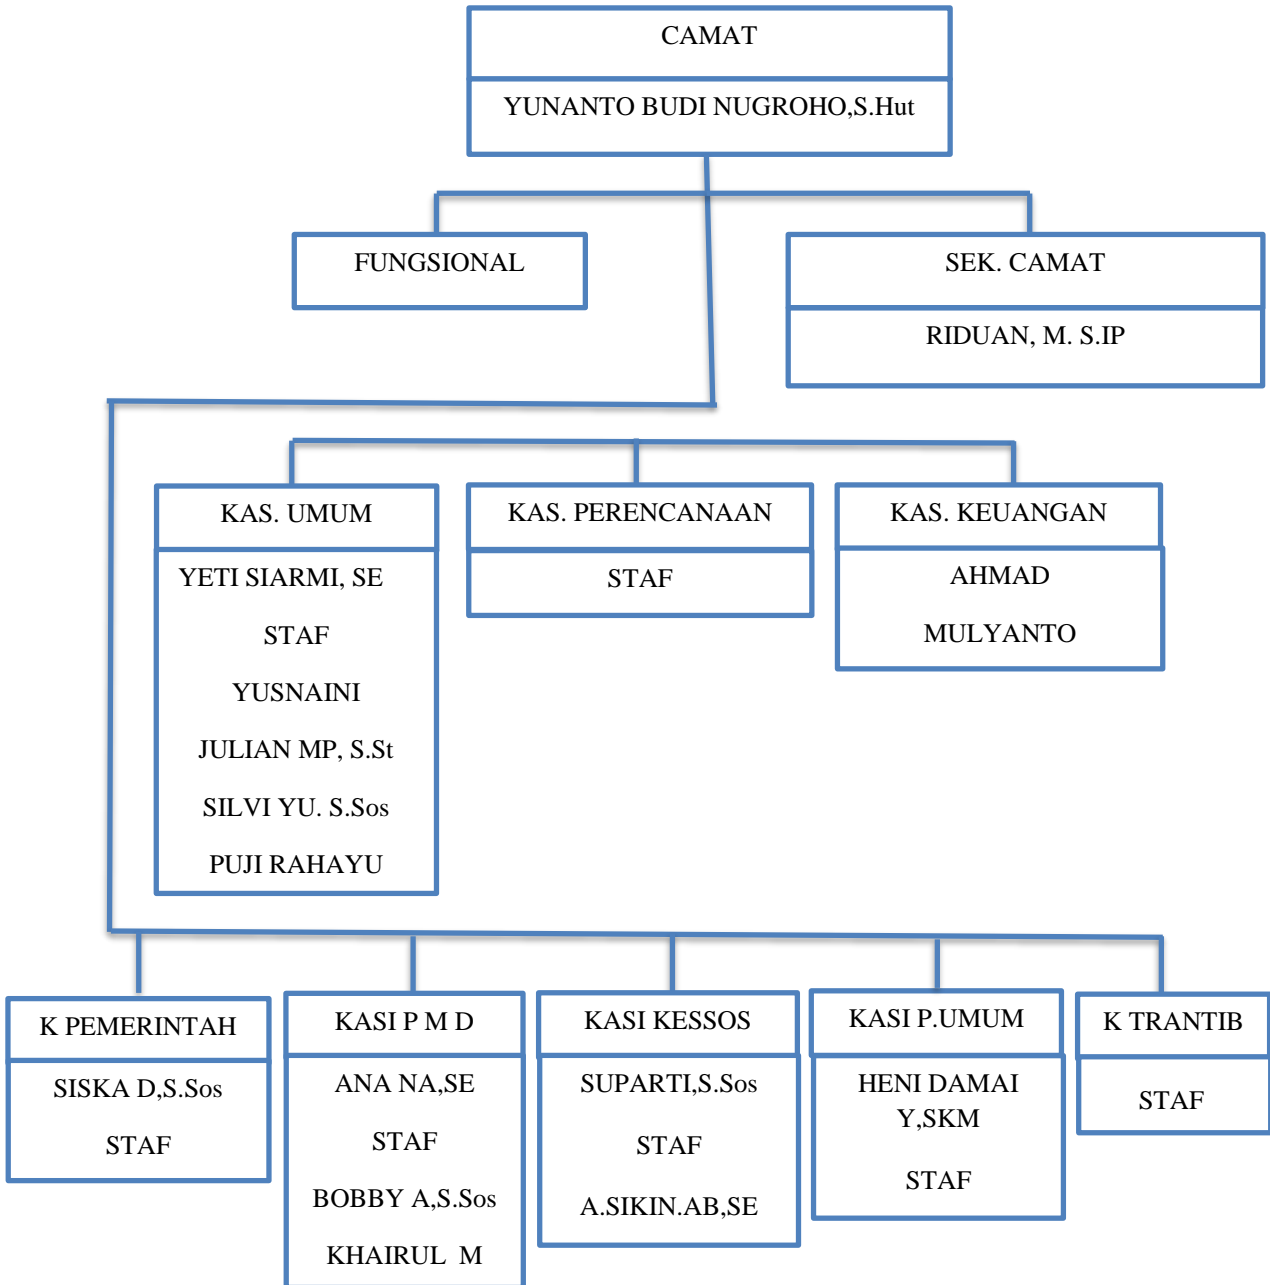 CAMAT
YUNANTO BUDI NUGROHO,S.Hut
FUNGSIONAL
SEK. CAMAT
RIDUAN, M. S.IP
KAS. UMUM
YETI SIARMI, SE
STAF
YUSNAINI
JULIAN MP, S.St
SILVI YU. S.Sos
PUJI RAHAYU
KAS. PERENCANAAN
STAF
KAS. KEUANGAN
AHMAD
MULYANTO
K PEMERINTAH
SISKA D,S.Sos
STAF
KASI P M D
ANA NA,SE
STAF
BOBBY A,S.Sos
KHAIRUL  M
KASI KESSOS
SUPARTI,S.Sos
STAF
A.SIKIN.AB,SE
KASI P.UMUM
HENI DAMAI
Y,SKM
STAF
K TRANTIB
STAF